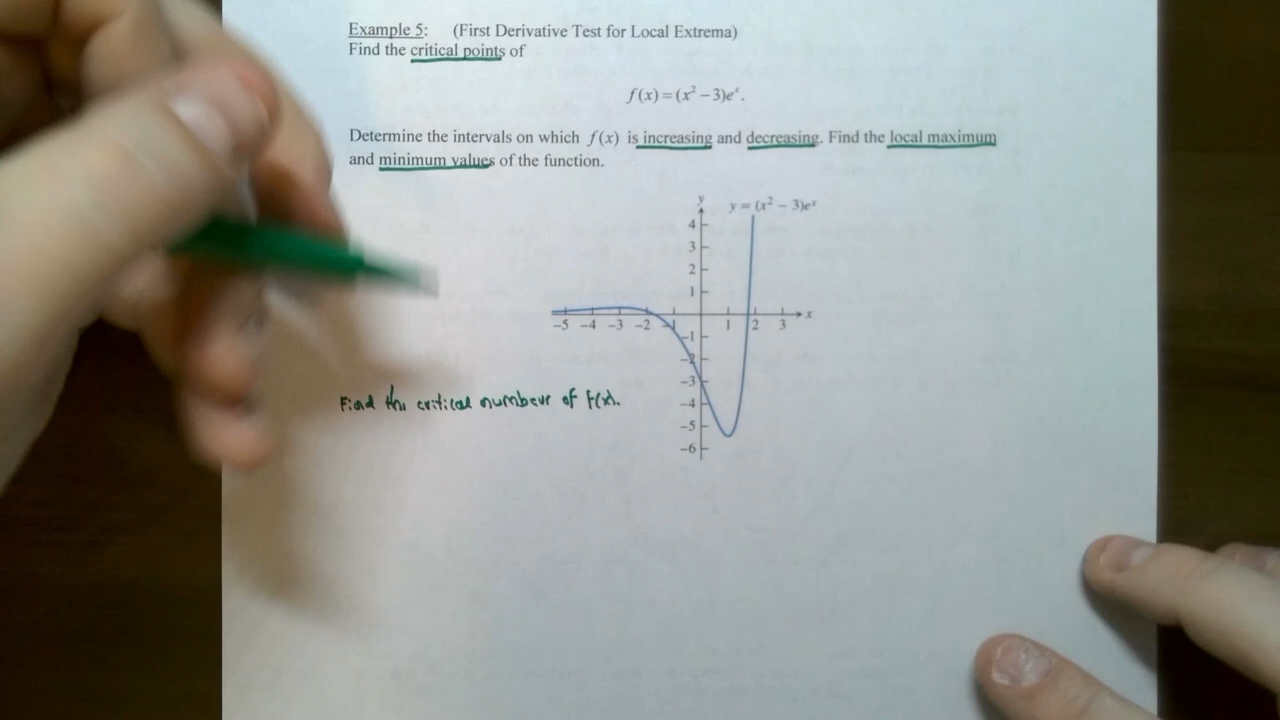 Example 5: (First Derivative Test for Local Extrema)
Find the critical points of
f(x)=(x² −3)eˣ.
Determine the intervals on which f(x) is increasing and decreasing. Find the local maximum
and minimum values of the function.
y
y = (x² − 3)eˣ
4
3
2
1
−5 −4 −3 −2 −1 1 2 3 x
−1
−2
−3
−4
−5
−6
Find the critical numbers of f(x).